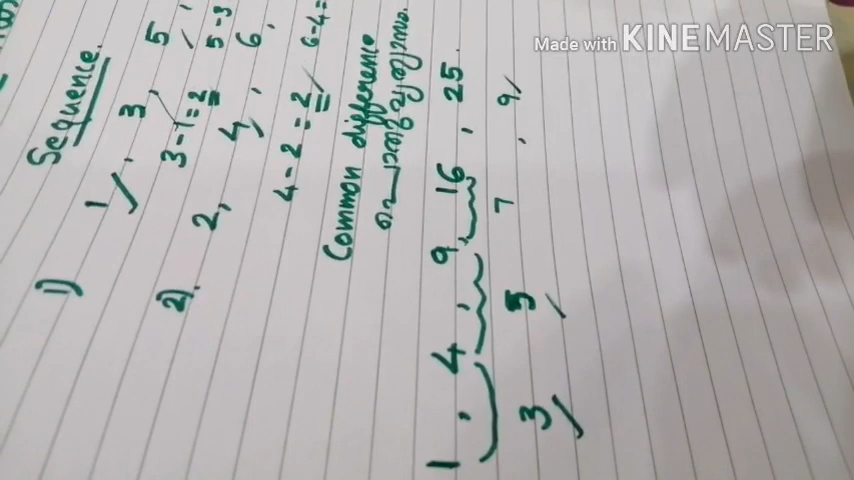 Made with KINEMASTER
Sequence.
1) 1, 3, 5
3-1=2 5-3
2). 2, 4, 6,
4-2=2 6-4=
Common difference
പൊതുവ്യത്യാസം.
1, 4, 9, 16, 25.
3 5 7, 9